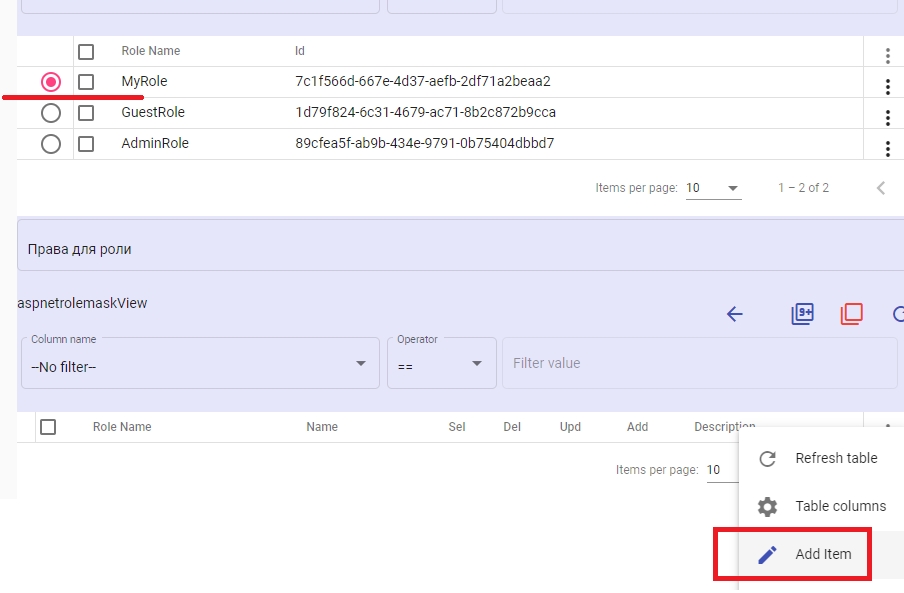 Role Name Id
MyRole 7c1f566d-667e-4d37-aefb-2df71a2beaa2
GuestRole 1d79f824-6c31-4679-ac71-8b2c872b9cca
AdminRole 89cfea5f-ab9b-434e-9791-0b75404dbbd7
Items per page: 10 1 – 2 of 2
Права для роли
aspnetrolemaskView
9+
Column name Operator
--No filter-- == Filter value
Role Name Name Sel Del Upd Add Description
Items per page: 10
Refresh table
Table columns
Add Item